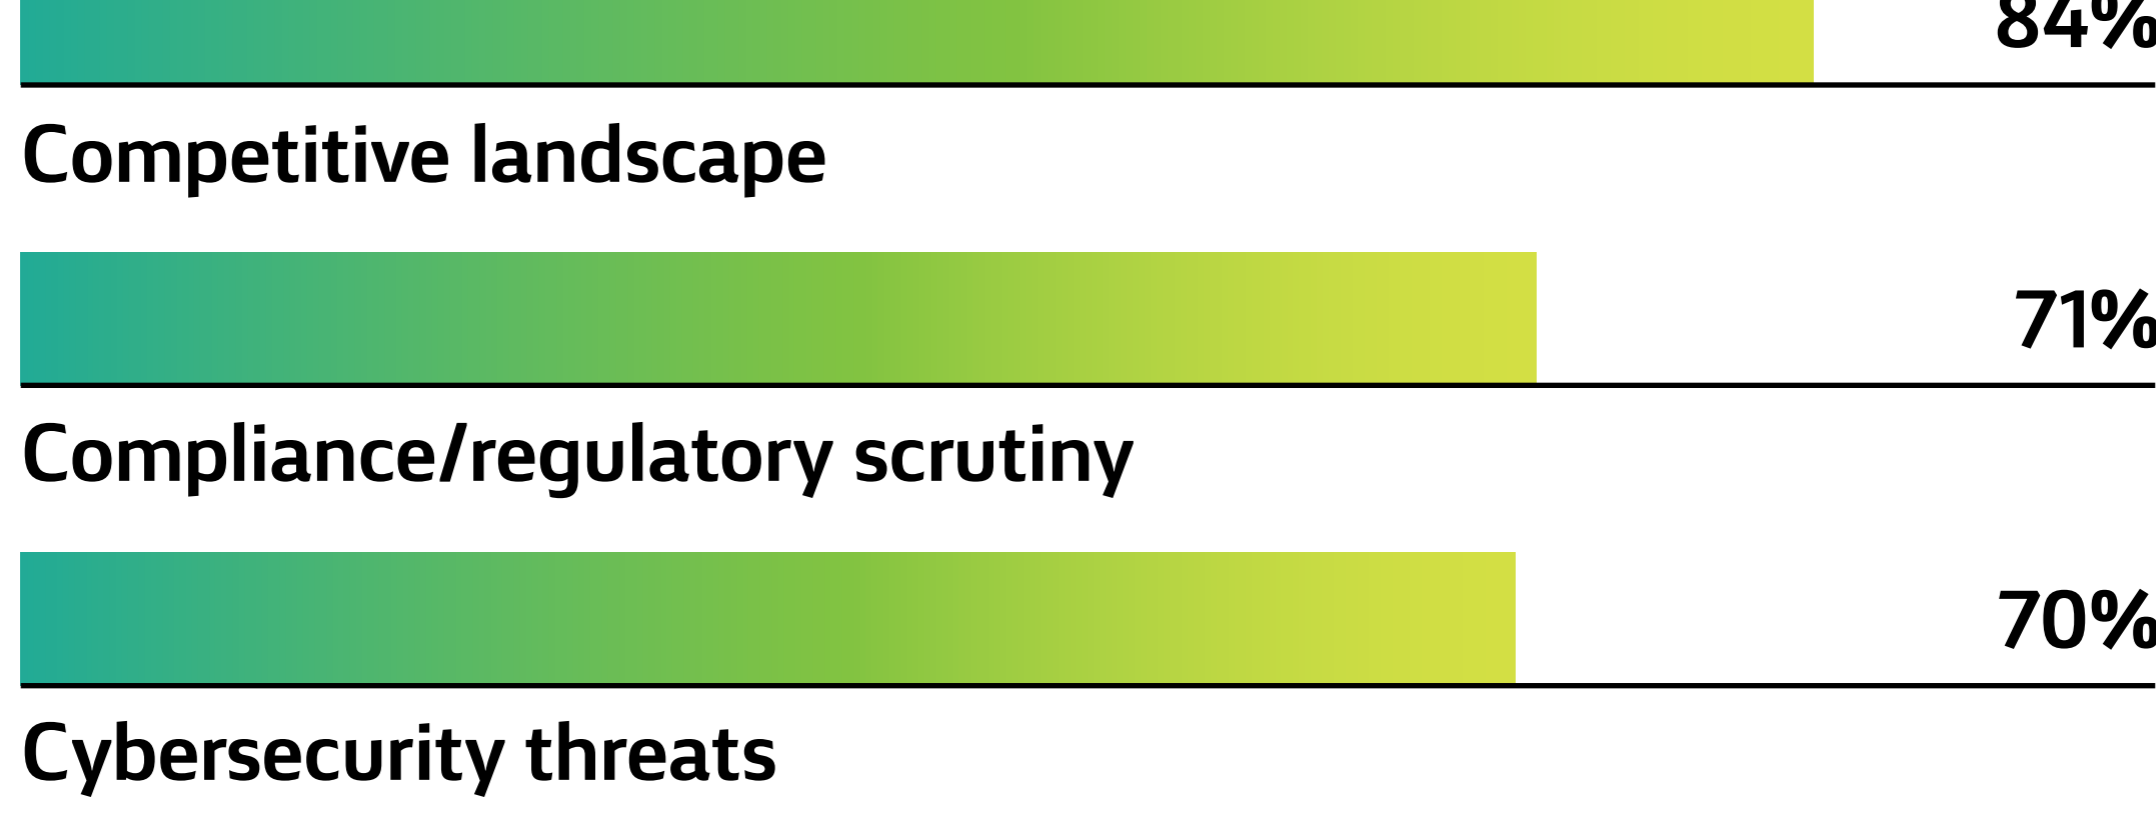 84%
Competitive landscape
71%
Compliance/regulatory scrutiny
70%
Cybersecurity threats